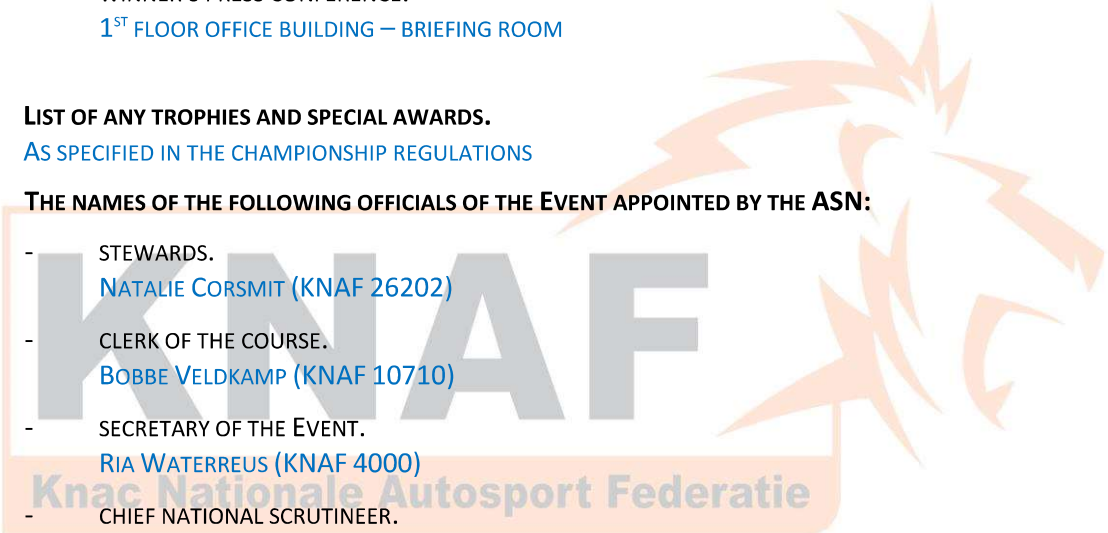 1ST FLOOR OFFICE BUILDING – BRIEFING ROOM
LIST OF ANY TROPHIES AND SPECIAL AWARDS.
AS SPECIFIED IN THE CHAMPIONSHIP REGULATIONS
THE NAMES OF THE FOLLOWING OFFICIALS OF THE EVENT APPOINTED BY THE ASN:
- STEWARDS.
NATALIE CORSMIT (KNAF 26202)
- CLERK OF THE COURSE.
BOBBE VELDKAMP (KNAF 10710)
- SECRETARY OF THE EVENT.
RIA WATERREUS (KNAF 4000)
- CHIEF NATIONAL SCRUTINEER.
KNAF
Knac Nationale Autosport Federatie